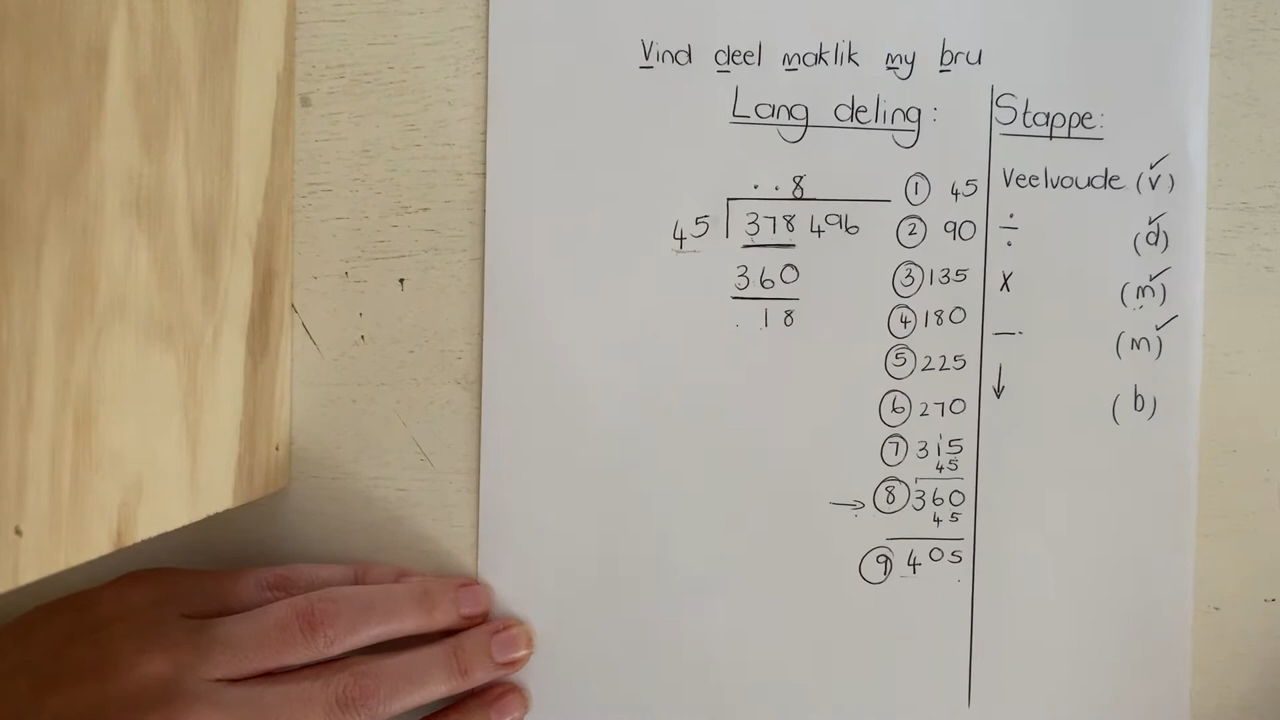 Vind deel maklik my bru
Lang deling:
Stappe:
. . 8
45 378 496
360
. 18
① 45
② 90
③ 135
④ 180
⑤ 225
⑥ 270
1
⑦ 315
45
→ ⑧ 360
45
⑨ 405
Veelvoude (v) ✓
÷ (d) ✓
x (m) ✓
— (m) ✓
↓ (b)